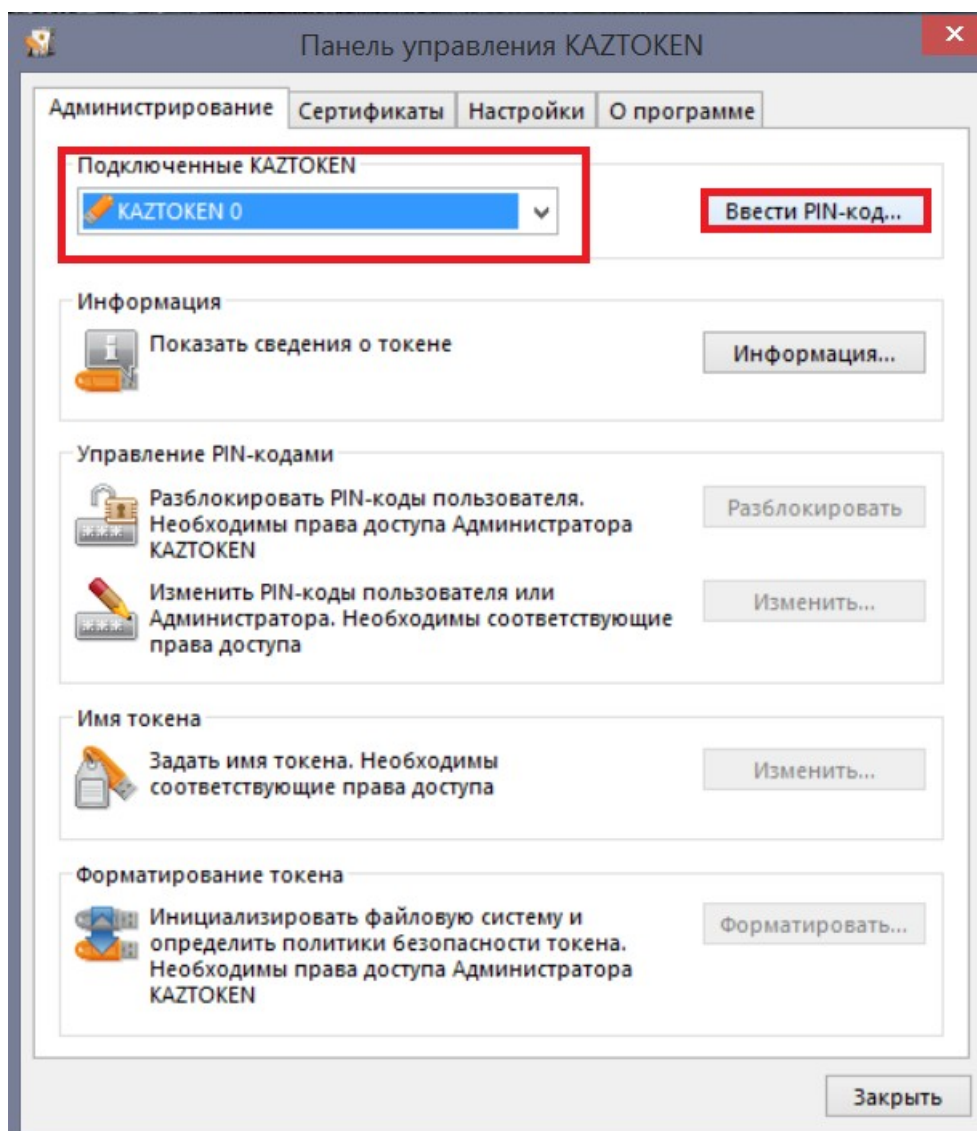 Панель управления KAZTOKEN
Администрирование Сертификаты Настройки О программе
Подключенные KAZTOKEN
KAZTOKEN 0
Ввести PIN-код...
Информация
Показать сведения о токене
Информация...
Управление PIN-кодами
Разблокировать PIN-коды пользователя.
Необходимы права доступа Администратора
KAZTOKEN
Разблокировать
Изменить PIN-коды пользователя или
Администратора. Необходимы соответствующие
права доступа
Изменить...
Имя токена
Задать имя токена. Необходимы
соответствующие права доступа
Изменить...
Форматирование токена
Инициализировать файловую систему и
определить политики безопасности токена.
Необходимы права доступа Администратора
KAZTOKEN
Форматировать...
Закрыть